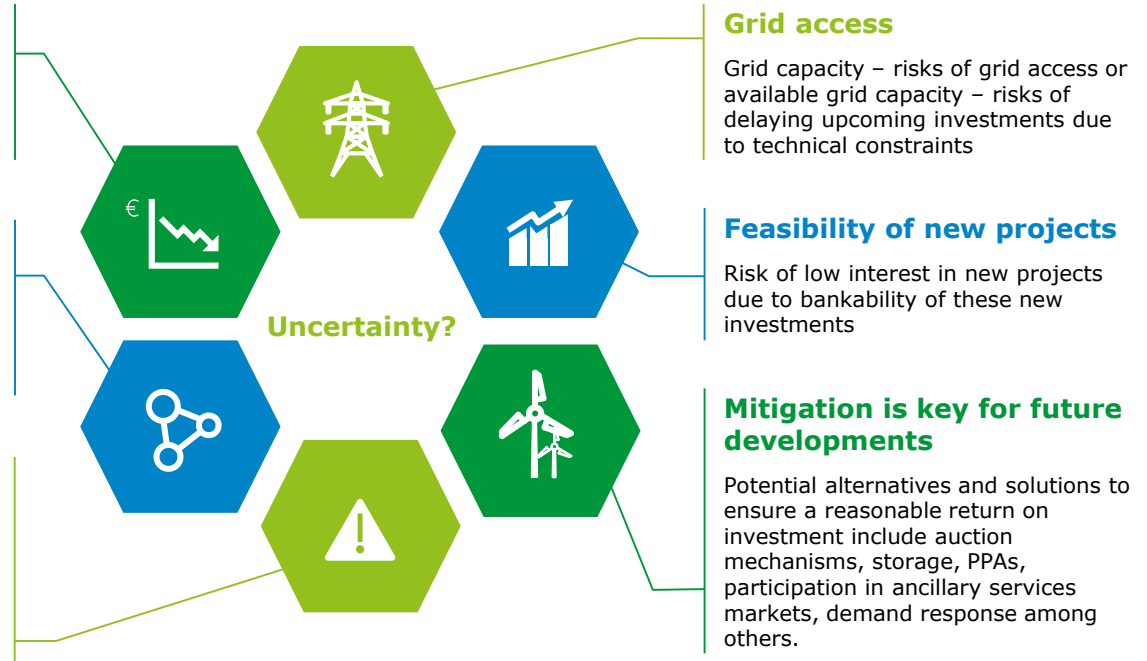 Grid access
Grid capacity – risks of grid access or
available grid capacity – risks of
delaying upcoming investments due
to technical constraints
€
Feasibility of new projects
Risk of low interest in new projects
due to bankability of these new
investments
Uncertainty?
Mitigation is key for future
developments
Potential alternatives and solutions to
ensure a reasonable return on
investment include auction
mechanisms, storage, PPAs,
participation in ancillary services
markets, demand response among
others.